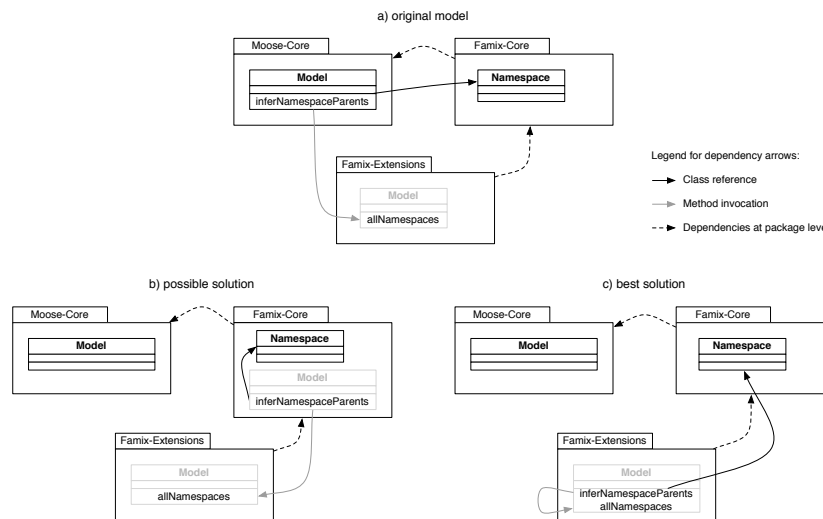 a) original model
Moose-Core
Famix-Core
Model
Namespace
inferNamespaceParents
Famix-Extensions
Model
allNamespaces
Legend for dependency arrows:
Class reference
Method invocation
Dependencies at package level
b) possible solution
Moose-Core
Famix-Core
Model
Namespace
Model
inferNamespaceParents
Famix-Extensions
Model
allNamespaces
c) best solution
Moose-Core
Famix-Core
Model
Namespace
Famix-Extensions
Model
inferNamespaceParents
allNamespaces